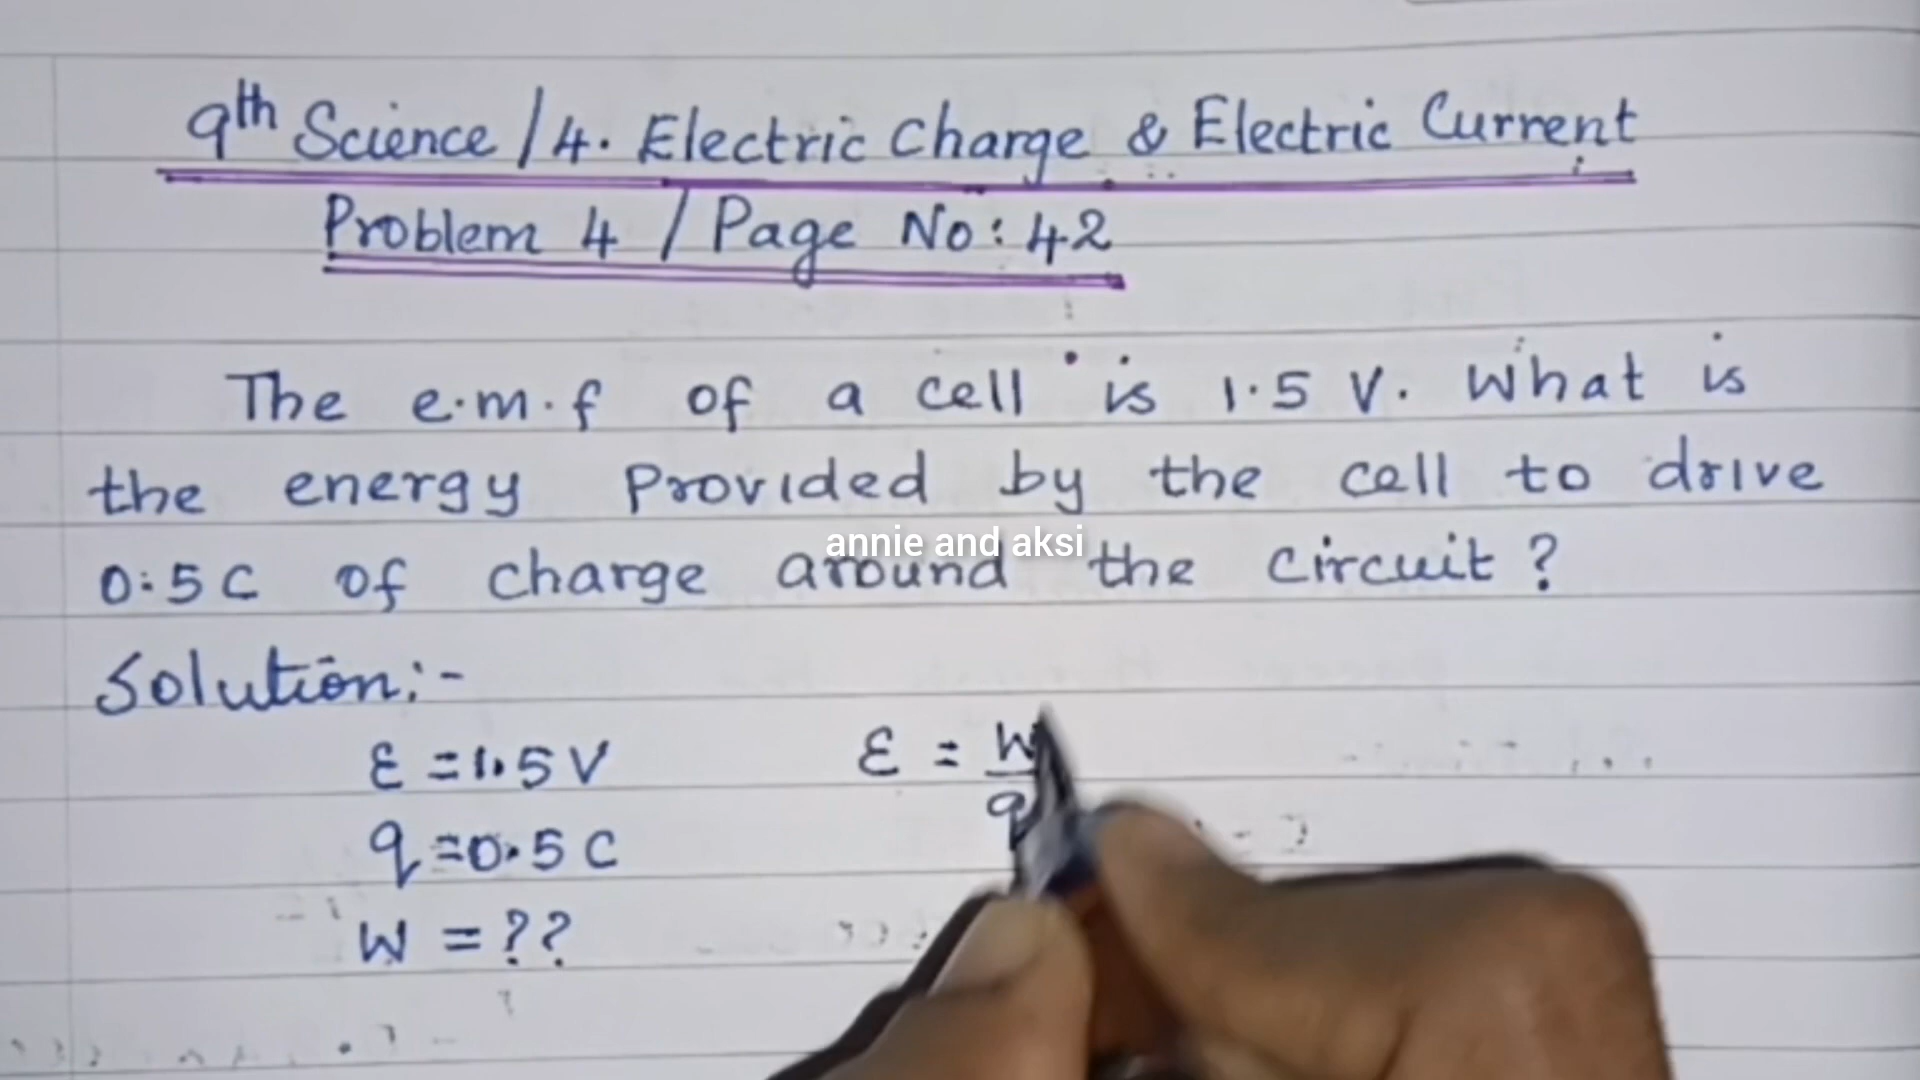 9th Science / 4. Electric Charge & Electric Current
Problem 4 / Page No: 42
The e.m.f of a cell is 1.5 V. What is
the energy Provided by the cell to drive
annie and aksi
0.5C of charge around the circuit?
Solution:-
ε = 1.5 V
ε = W/q
q = 0.5 C
W = ??